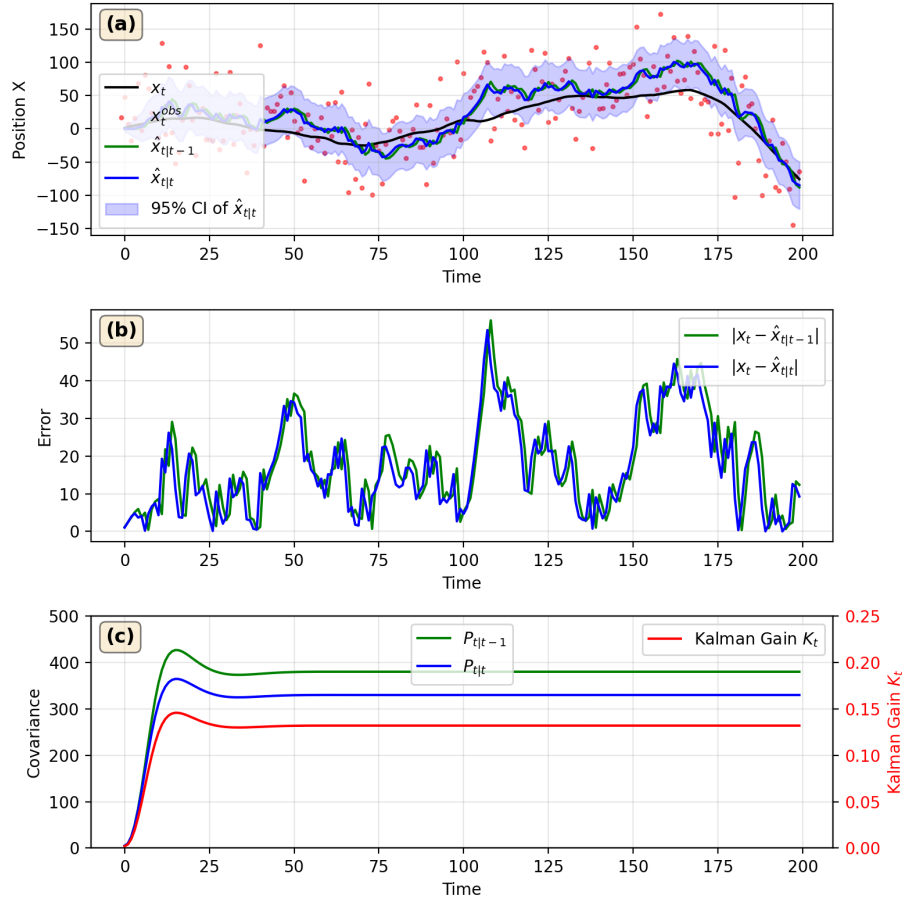 (a)
Position X
150
100
50
0
−50
−100
−150
x_t
x_t^{obs}
x̂_{t|t−1}
x̂_{t|t}
95% CI of x̂_{t|t}
0 25 50 75 100 125 150 175 200
Time
(b)
Error
50
40
30
20
10
0
|x_t − x̂_{t|t−1}|
|x_t − x̂_{t|t}|
0 25 50 75 100 125 150 175 200
Time
(c)
Covariance
500
400
300
200
100
0
P_{t|t−1}
P_{t|t}
Kalman Gain K_t
0.25
0.20
0.15
0.10
0.05
0.00
Kalman Gain K_t
0 25 50 75 100 125 150 175 200
Time